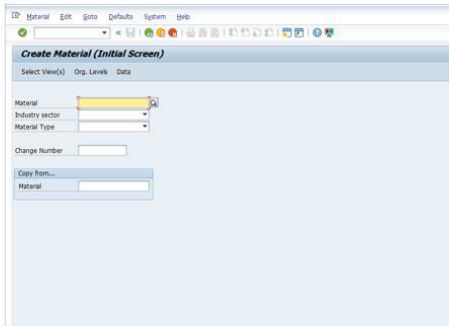 Material Edit Goto Defaults System Help
Create Material (Initial Screen)
Select View(s) Org. Levels Data
Material
Industry sector
Material Type
Change Number
Copy from...
Material